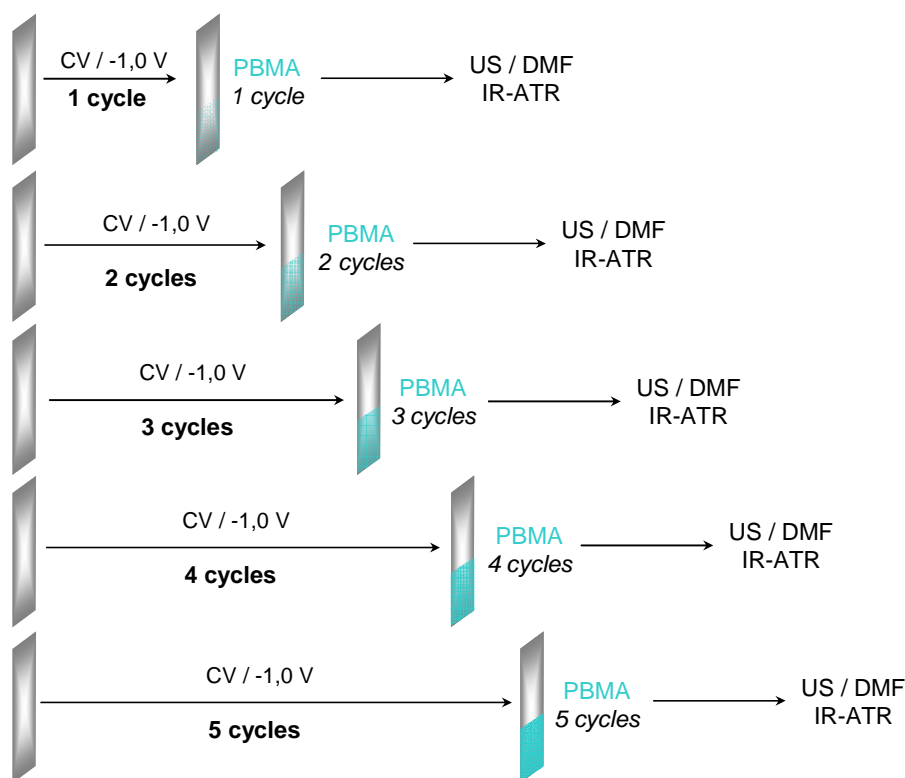 CV / -1,0 V
1 cycle
PBMA
1 cycle
US / DMF
IR-ATR
CV / -1,0 V
2 cycles
PBMA
2 cycles
US / DMF
IR-ATR
CV / -1,0 V
3 cycles
PBMA
3 cycles
US / DMF
IR-ATR
CV / -1,0 V
4 cycles
PBMA
4 cycles
US / DMF
IR-ATR
CV / -1,0 V
5 cycles
PBMA
5 cycles
US / DMF
IR-ATR